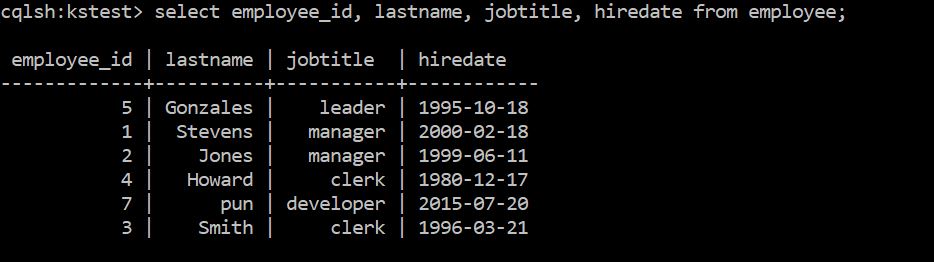 cqlsh:kstest> select employee_id, lastname, jobtitle, hiredate from employee;
 employee_id | lastname | jobtitle  | hiredate
-------------+----------+-----------+------------
           5 | Gonzales |    leader | 1995-10-18
           1 |  Stevens |   manager | 2000-02-18
           2 |    Jones |   manager | 1999-06-11
           4 |   Howard |     clerk | 1980-12-17
           7 |      pun | developer | 2015-07-20
           3 |    Smith |     clerk | 1996-03-21